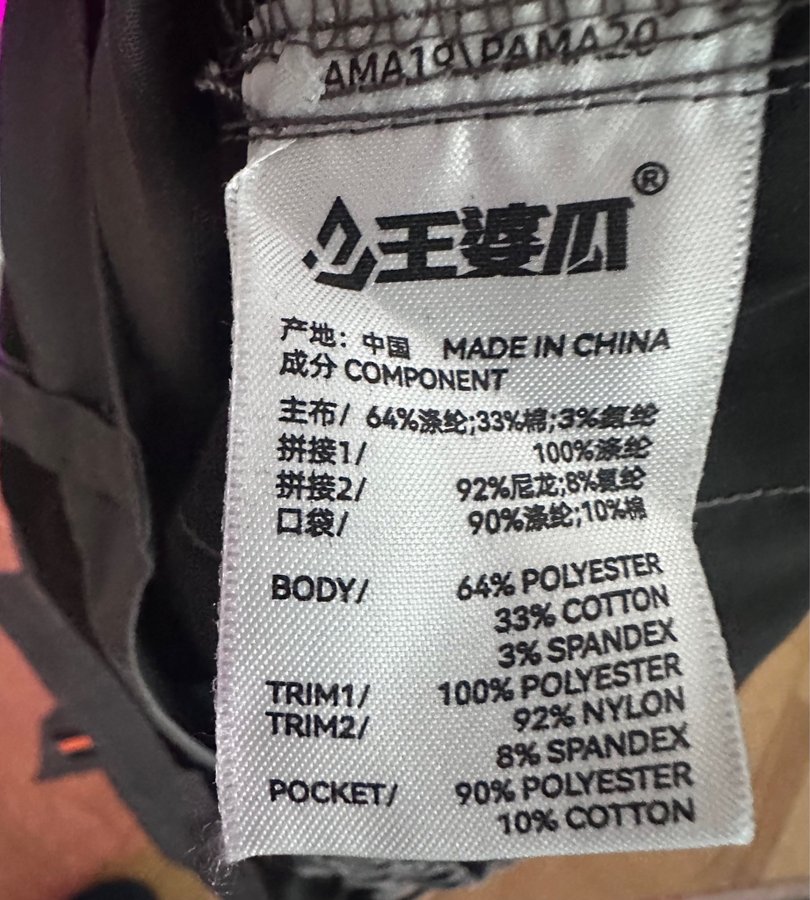 AMA19\PAMA20
王婆瓜®
产地：中国 MADE IN CHINA
成分 COMPONENT
主布/ 64%涤纶;33%棉;3%氨纶
拼接1/ 100%涤纶
拼接2/ 92%尼龙;8%氨纶
口袋/ 90%涤纶;10%棉
BODY/ 64% POLYESTER
33% COTTON
3% SPANDEX
TRIM1/ 100% POLYESTER
TRIM2/ 92% NYLON
8% SPANDEX
POCKET/ 90% POLYESTER
10% COTTON